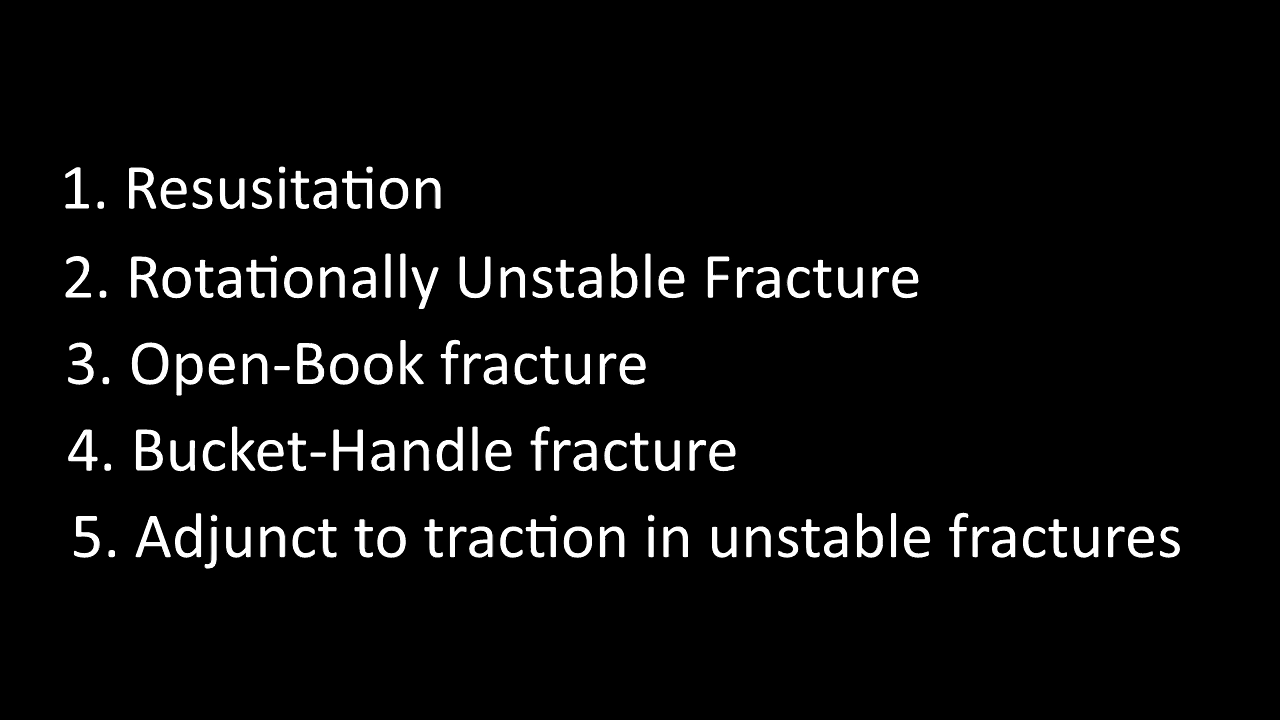 1. Resusitation
2. Rotationally Unstable Fracture
3. Open-Book fracture
4. Bucket-Handle fracture
5. Adjunct to traction in unstable fractures